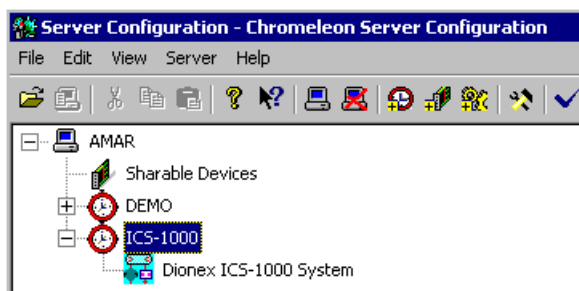 Server Configuration - Chromeleon Server Configuration
File Edit View Server Help
AMAR
Sharable Devices
DEMO
ICS-1000
Dionex ICS-1000 System